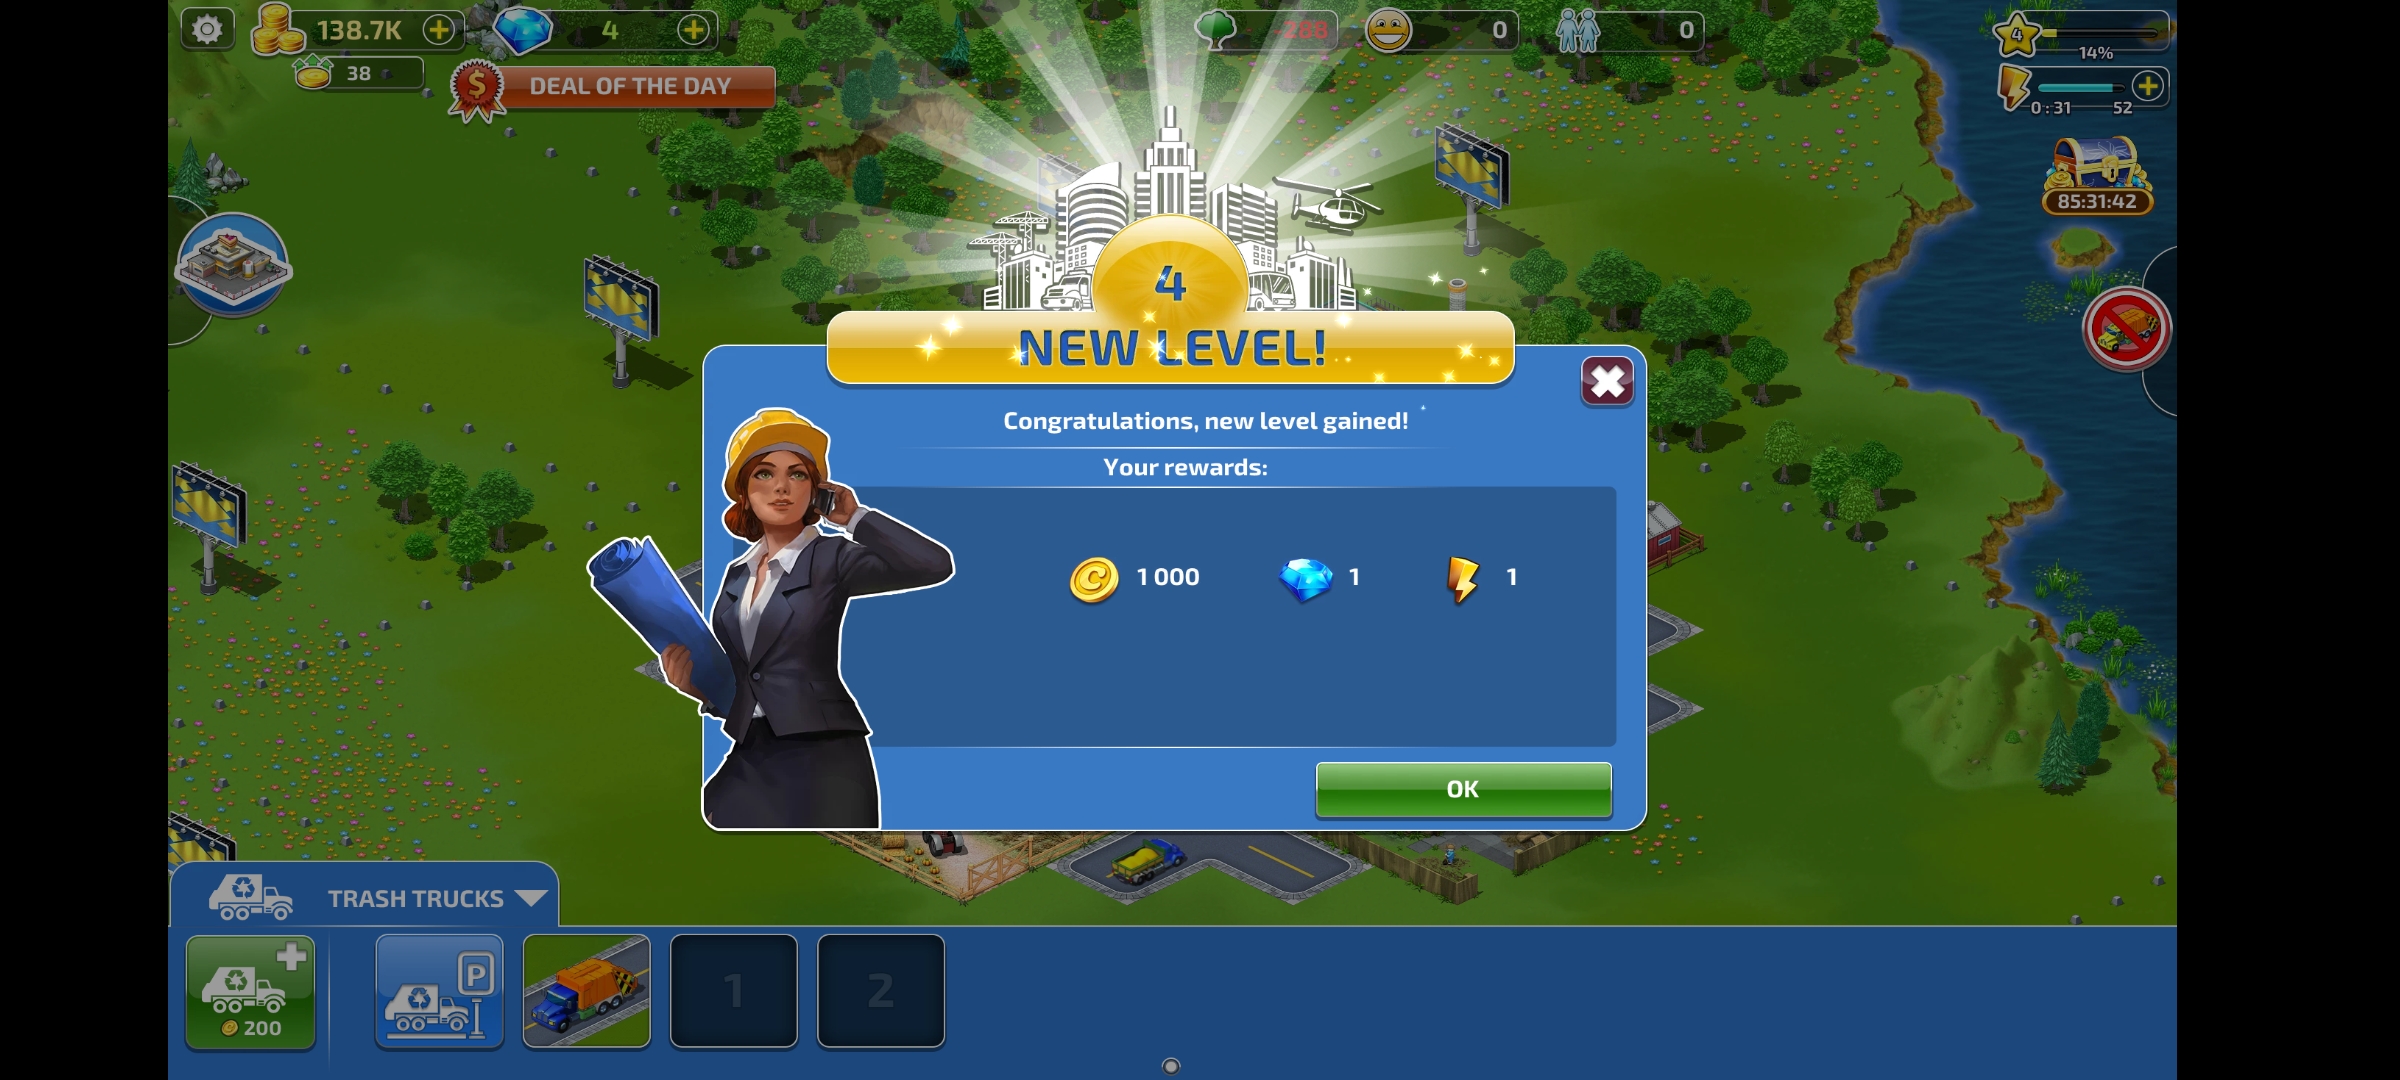 138.7K
4
-288
0
0
4
14%
38
DEAL OF THE DAY
0:31
52
85:31:42
4
NEW LEVEL!
Congratulations, new level gained!
Your rewards:
1 000
1
1
OK
TRASH TRUCKS
P
200
1
2